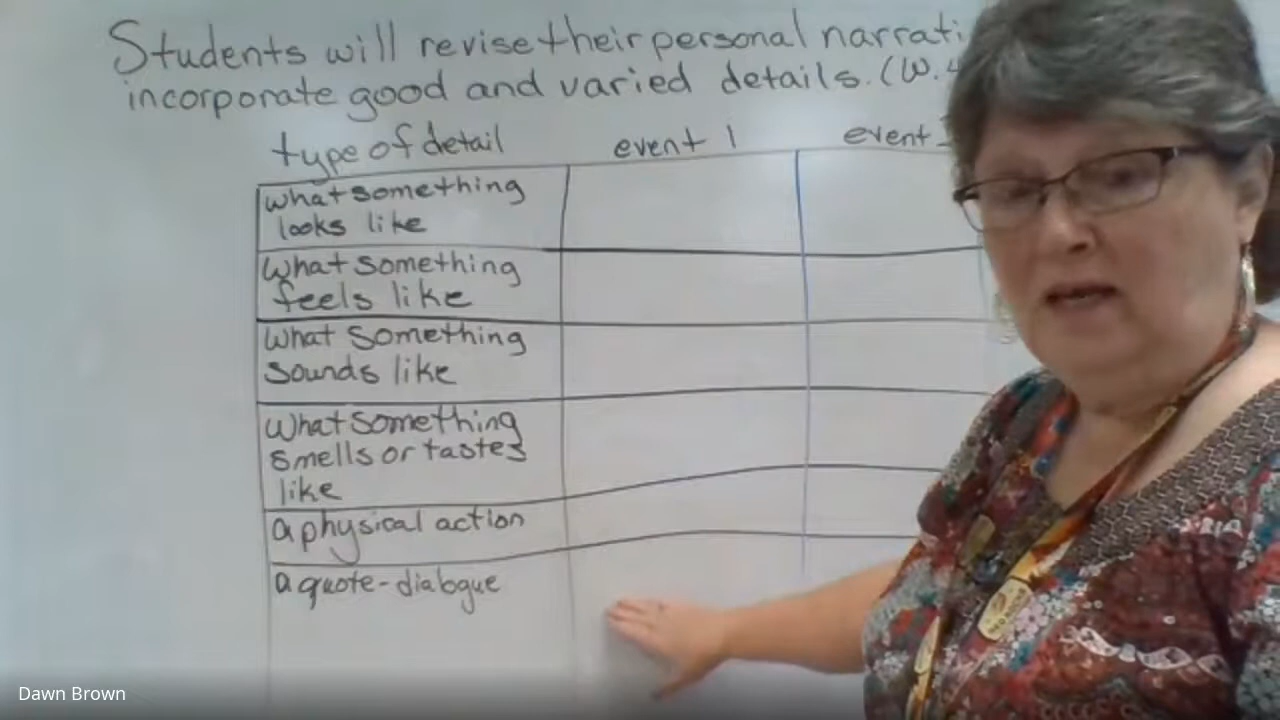 Students will revise their personal narrati
incorporate good and varied details. (W.4
type of detail event 1 event
what something
looks like
what something
feels like
what something
sounds like
what something
smells or tastes
like
a physical action
a quote-dialogue
Dawn Brown